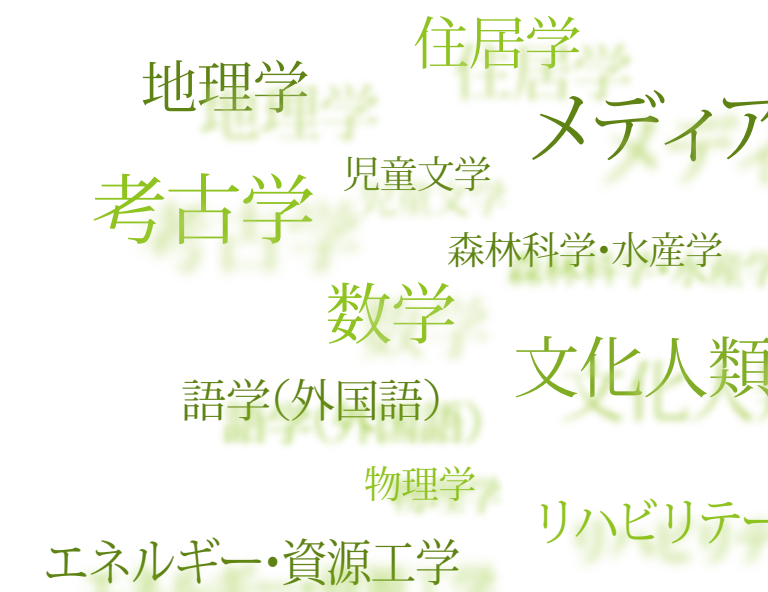 住居学
地理学
メディア
児童文学
考古学
森林科学・水産学
数学
文化人類
語学(外国語)
物理学
リハビリテー
エネルギー・資源工学